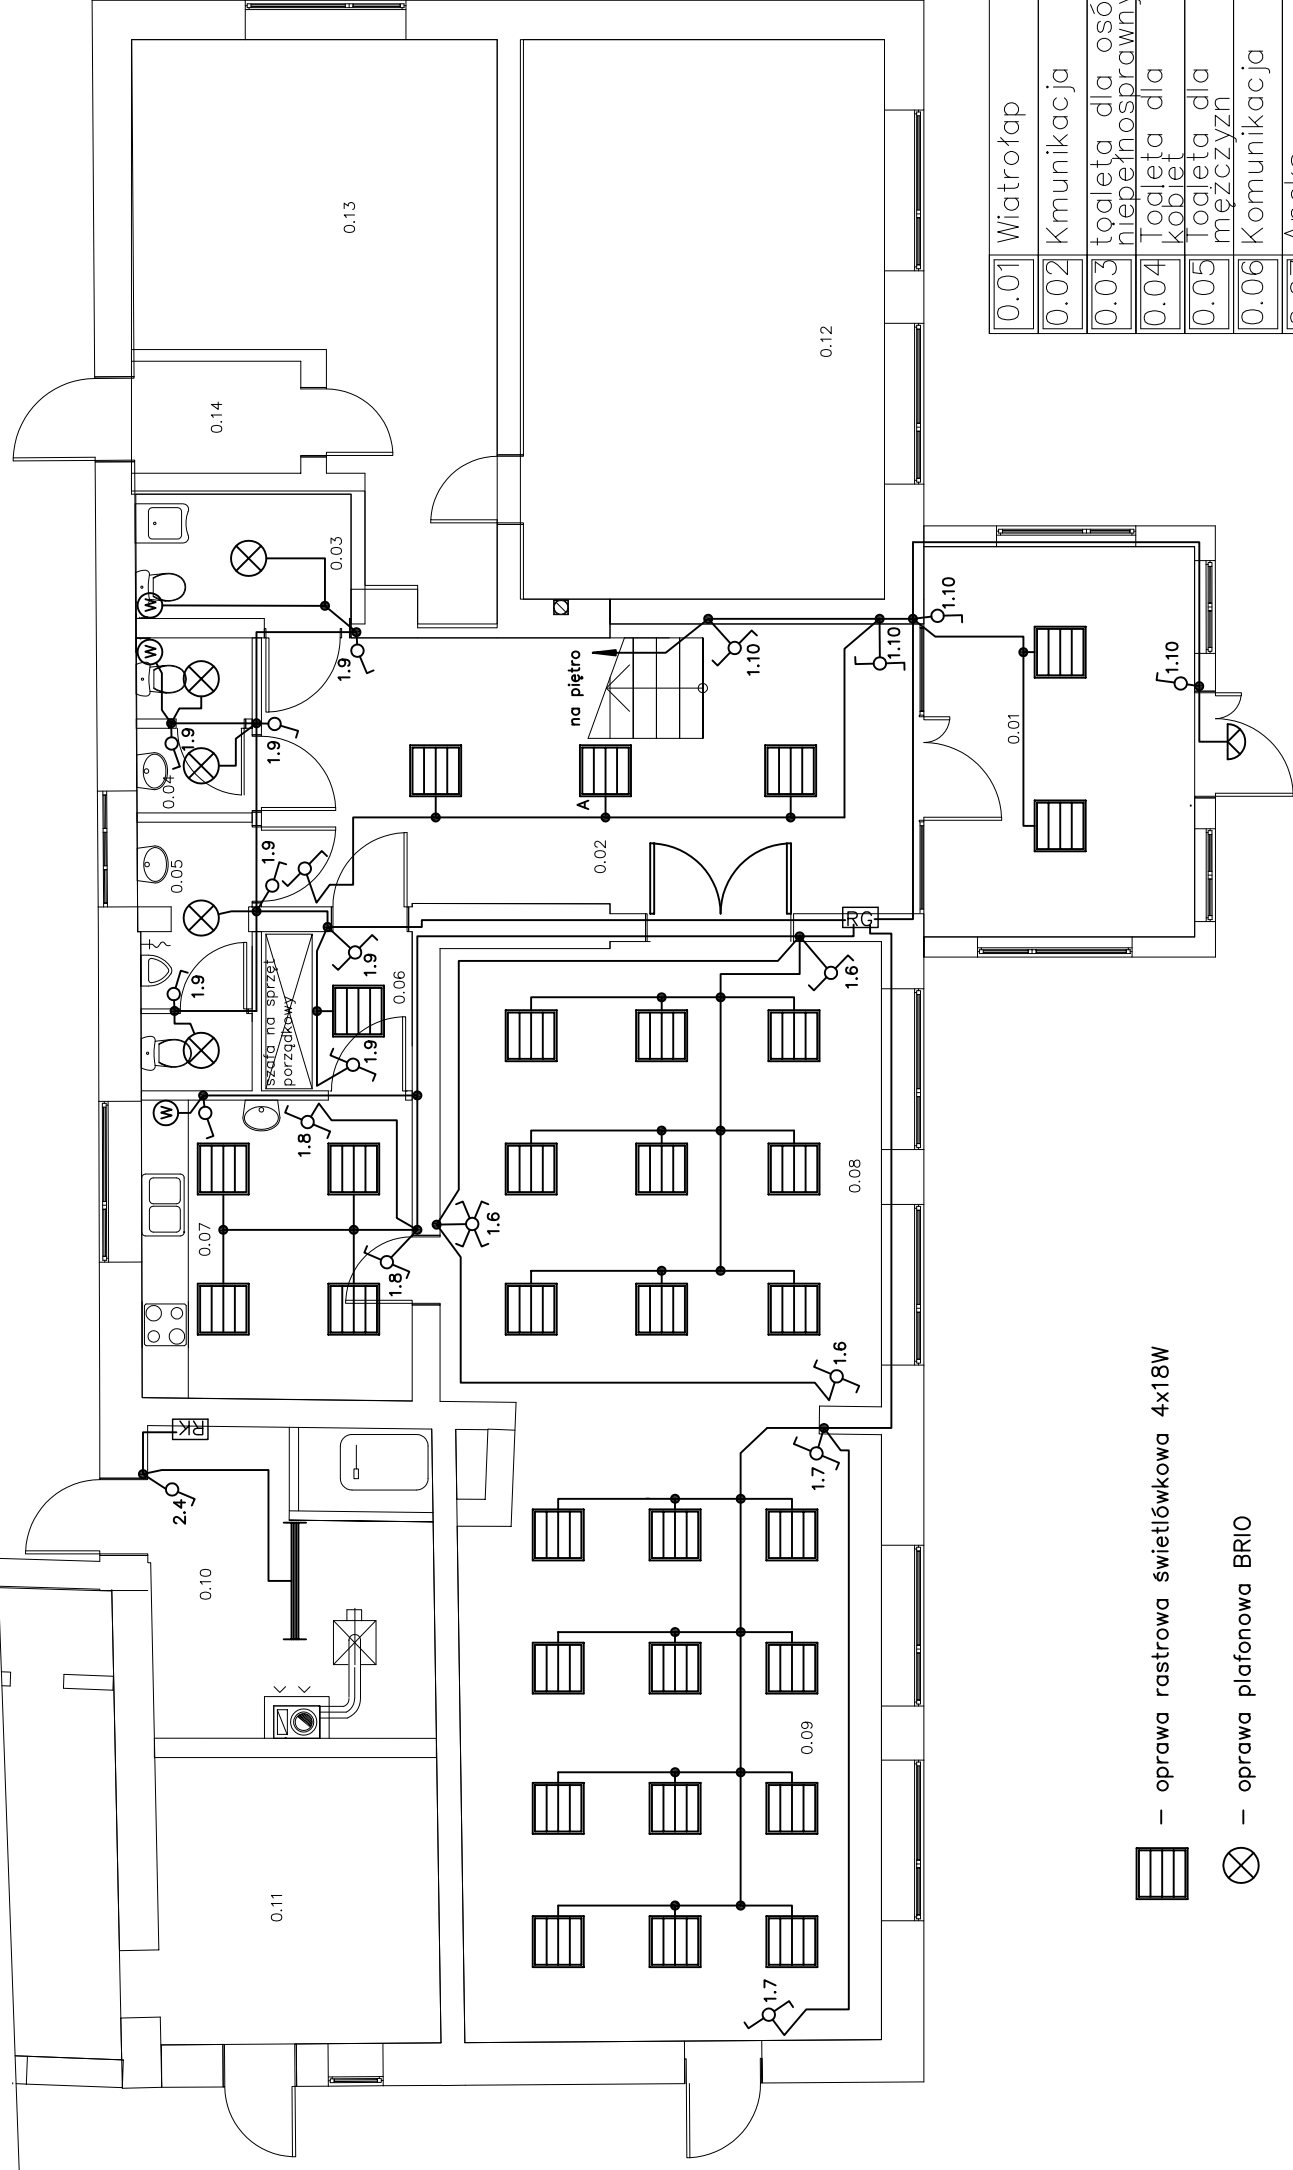 0.01 Wiatrołap
0.02 Kmunikacja
0.03 toaleta dla
0.04 Toaleta dla
kobiet
0.05 Toaleta dla
mężczyzn
0.06 Komunikacja
0.13
0.12
0.14
0.03
W
W
1.9
1.9
1.9
0.04
na piętro
1.10
1.10
1.10
1.10
0.01
A
0.02
1.9
0.05
RG
1.9
1.9
0.06
szafa na sprzęt
porządkowy
1.9
W
1.8
1.8
0.07
1.6
1.6
1.6
0.08
RK
2.4
0.10
1.7
1.7
0.09
0.11
– oprawa rastrowa świetlówkowa 4x18W
– oprawa plafonowa BRIO